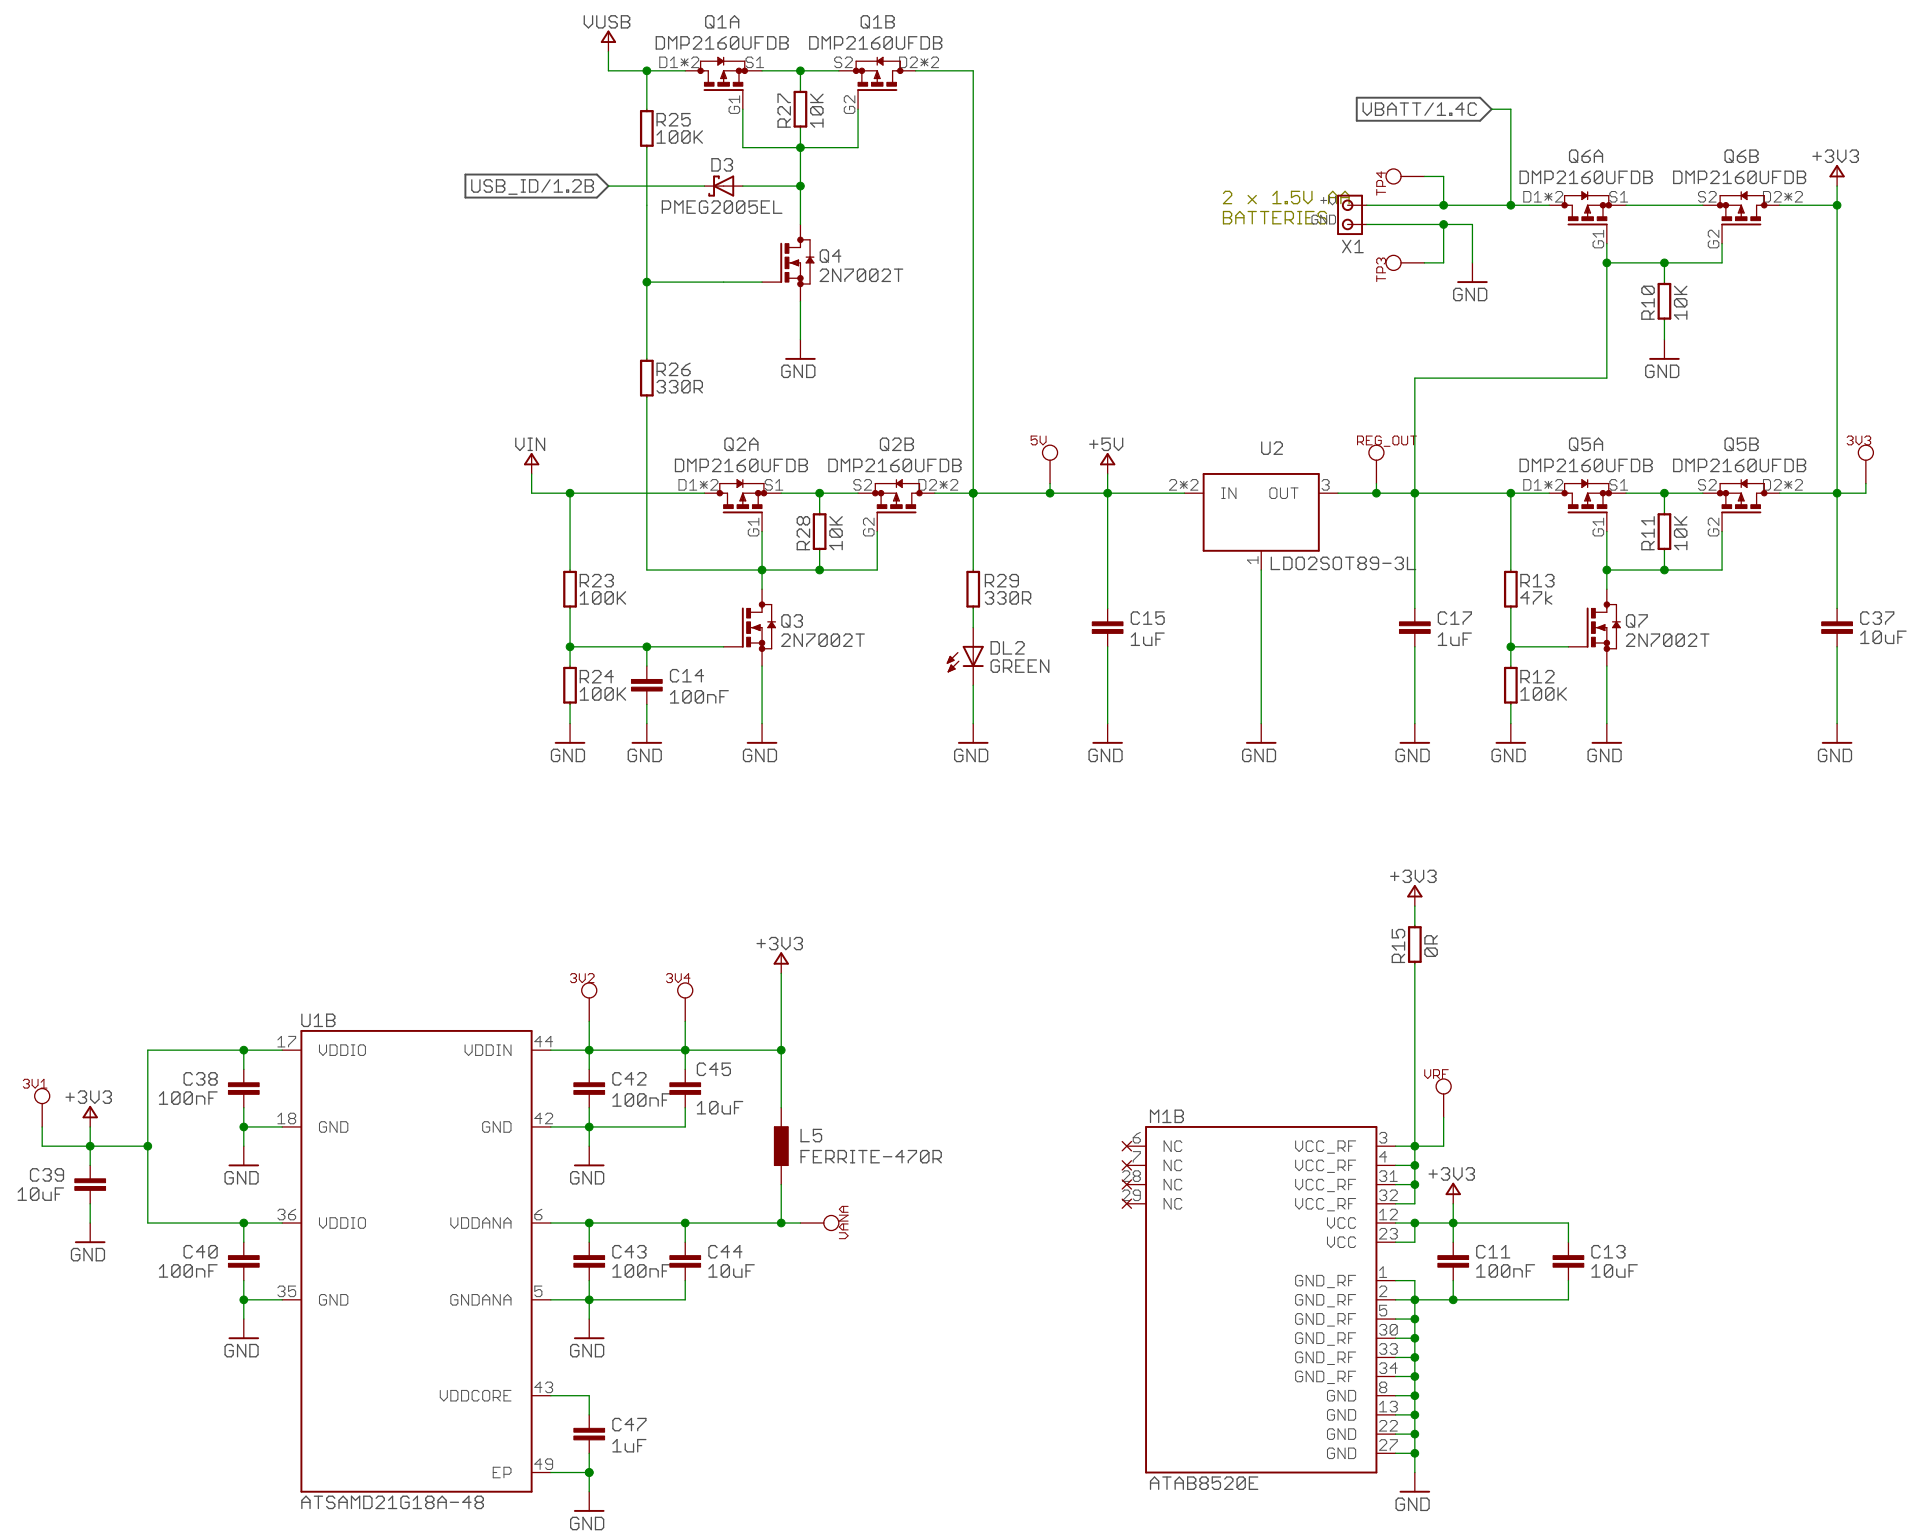 VUSB
Q1A
DMP2160UFDB
D1*2
S1
G1
Q1B
DMP2160UFDB
S2
D2*2
G2
R27
10K
R25
100K
USB_ID/1.2B
D3
PMEG2005EL
Q4
2N7002T
GND
R26
330R
VIN
Q2A
DMP2160UFDB
D1*2
S1
G1
Q2B
DMP2160UFDB
S2
D2*2
G2
R28
10K
R23
100K
R24
100K
C14
100nF
Q3
2N7002T
GND
GND
GND
R29
330R
DL2
GREEN
GND
5V
+5V
C15
1uF
GND
U2
2*2
IN
OUT
3
1
LDO2SOT89-3L
GND
VBATT/1.4C
TP4
2 x 1.5V AA
BATTERIES
+V
GND
X1
TP3
GND
Q6A
DMP2160UFDB
D1*2
S1
G1
Q6B
DMP2160UFDB
S2
D2*2
G2
+3V3
R10
10K
GND
REG_OUT
Q5A
DMP2160UFDB
D1*2
S1
G1
Q5B
DMP2160UFDB
S2
D2*2
G2
3V3
R11
10K
C17
1uF
GND
R13
47k
R12
100K
GND
Q7
2N7002T
GND
C37
10uF
GND
3V1
+3V3
C39
10uF
GND
C38
100nF
GND
C40
100nF
GND
U1B
17
VDDIO
18
GND
36
VDDIO
35
GND
VDDIN
44
GND
42
VDDANA
6
GNDANA
5
VDDCORE
43
EP
49
ATSAMD21G18A-48
3V2
3V4
+3V3
C42
100nF
C45
10uF
GND
L5
FERRITE-470R
VANA
C43
100nF
C44
10uF
GND
C47
1uF
GND
+3V3
R15
0R
VRF
M1B
6
NC
7
NC
28
NC
29
NC
VCC_RF
3
VCC_RF
4
VCC_RF
31
VCC_RF
32
VCC
12
VCC
23
GND_RF
1
GND_RF
2
GND_RF
5
GND_RF
30
GND_RF
33
GND_RF
34
GND
8
GND
13
GND
22
GND
27
ATAB8520E
+3V3
C11
100nF
C13
10uF
GND